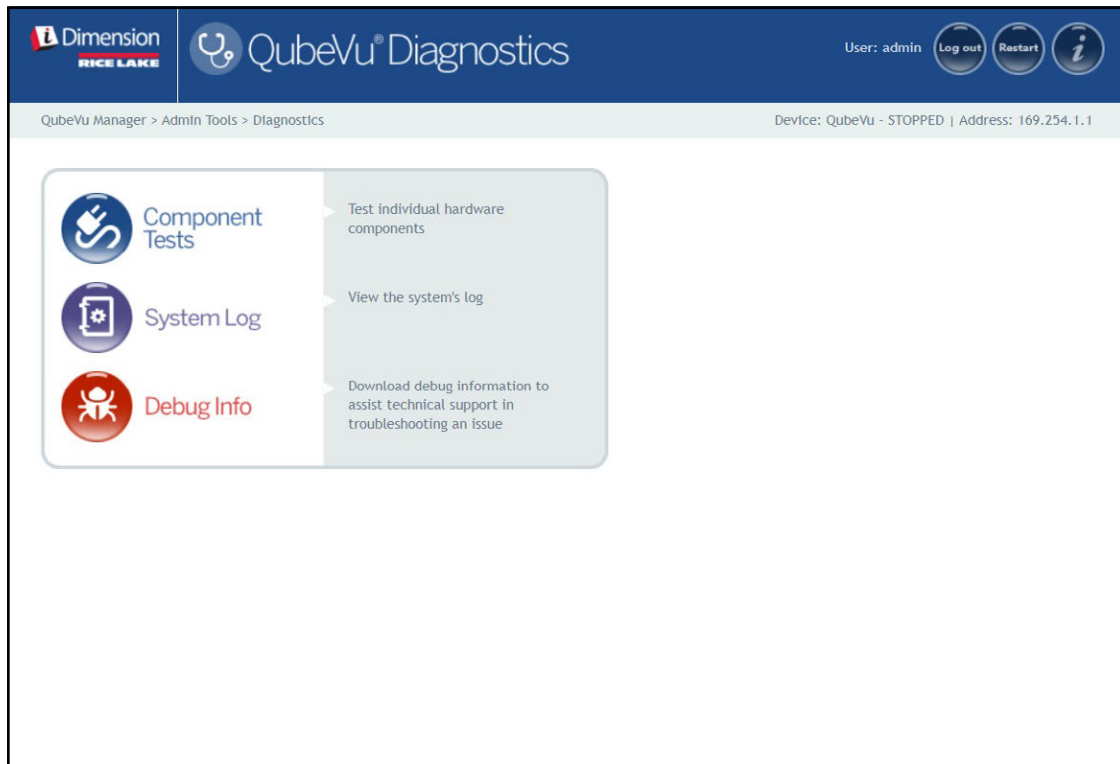 i Dimension
RICE LAKE
QubeVu® Diagnostics
User: admin
Log out
Restart
i
QubeVu Manager > Admin Tools > Diagnostics
Device: QubeVu - STOPPED | Address: 169.254.1.1
Component
Tests
Test individual hardware
components
System Log
View the system's log
Debug Info
Download debug information to
assist technical support in
troubleshooting an issue